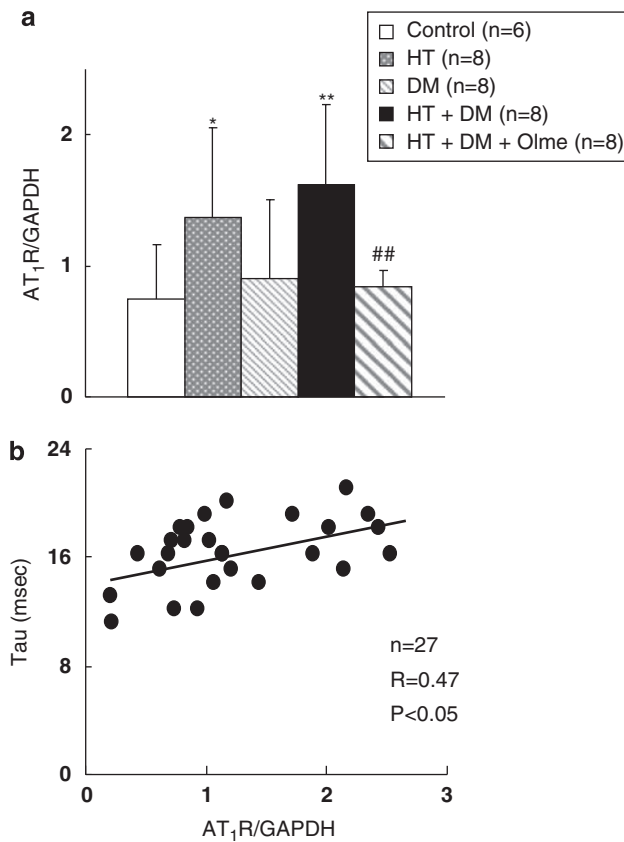 a
Control (n=6)
HT (n=8)
DM (n=8)
HT + DM (n=8)
HT + DM + Olme (n=8)
AT₁R/GAPDH
2
1
0
*
**
##
b
Tau (msec)
24
16
8
0
n=27
R=0.47
P<0.05
0 1 2 3
AT₁R/GAPDH